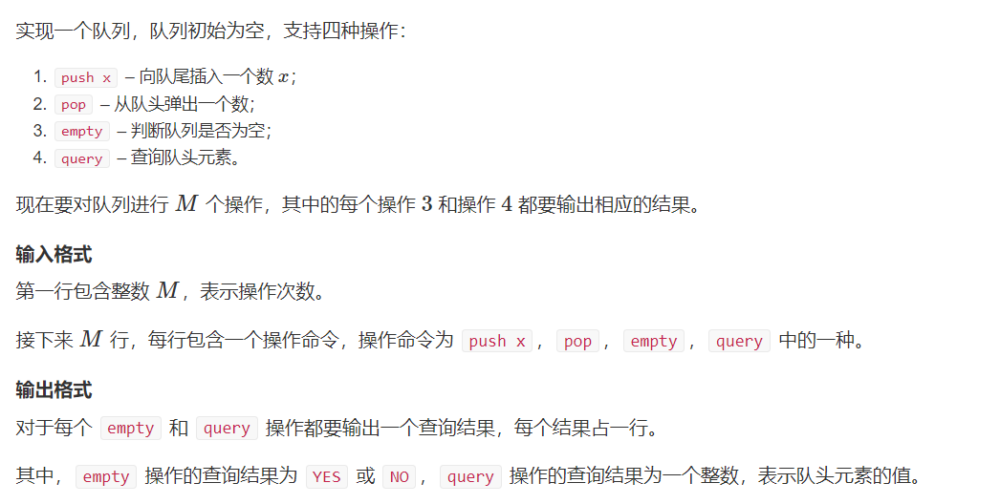 实现一个队列，队列初始为空，支持四种操作：
1. push x – 向队尾插入一个数 x；
2. pop – 从队头弹出一个数；
3. empty – 判断队列是否为空；
4. query – 查询队头元素。
现在要对队列进行 M 个操作，其中的每个操作 3 和操作 4 都要输出相应的结果。
输入格式
第一行包含整数 M，表示操作次数。
接下来 M 行，每行包含一个操作命令，操作命令为 push x，pop，empty，query 中的一种。
输出格式
对于每个 empty 和 query 操作都要输出一个查询结果，每个结果占一行。
其中，empty 操作的查询结果为 YES 或 NO，query 操作的查询结果为一个整数，表示队头元素的值。